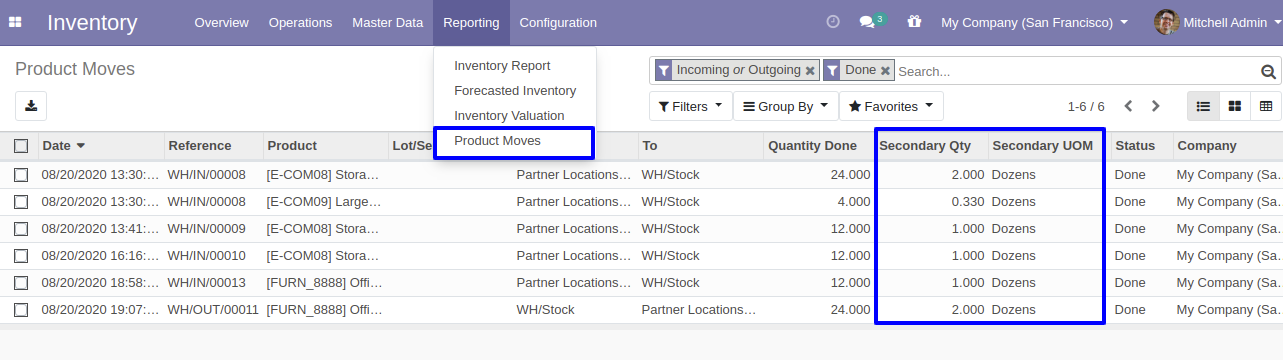 Inventory Overview Operations Master Data Reporting Configuration 3 My Company (San Francisco) Mitchell Admin
Product Moves
Incoming or Outgoing × Done × Search...
Filters Group By Favorites 1-6 / 6
Inventory Report
Forecasted Inventory
Inventory Valuation
Product Moves
Date Reference Product Lot/Se To Quantity Done Secondary Qty Secondary UOM Status Company
08/20/2020 13:30:... WH/IN/00008 [E-COM08] Stora... Partner Locations... WH/Stock 24.000 2.000 Dozens Done My Company (Sa...
08/20/2020 13:30:... WH/IN/00008 [E-COM09] Large... Partner Locations... WH/Stock 4.000 0.330 Dozens Done My Company (Sa...
08/20/2020 13:41:... WH/IN/00009 [E-COM08] Stora... Partner Locations... WH/Stock 12.000 1.000 Dozens Done My Company (Sa...
08/20/2020 16:16:... WH/IN/00010 [E-COM08] Stora... Partner Locations... WH/Stock 12.000 1.000 Dozens Done My Company (Sa...
08/20/2020 18:58:... WH/IN/00013 [FURN_8888] Offi... Partner Locations... WH/Stock 12.000 1.000 Dozens Done My Company (Sa...
08/20/2020 19:07:... WH/OUT/00011 [FURN_8888] Offi... WH/Stock Partner Locations... 24.000 2.000 Dozens Done My Company (Sa...